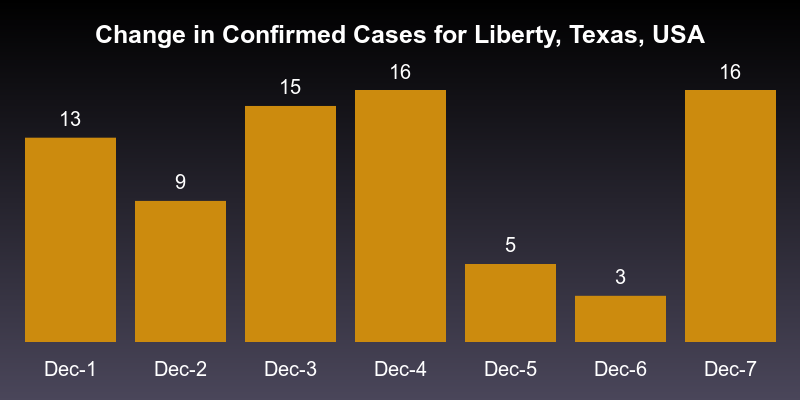 Change in Confirmed Cases for Liberty, Texas, USA
13
9
15
16
5
3
16
Dec-1
Dec-2
Dec-3
Dec-4
Dec-5
Dec-6
Dec-7